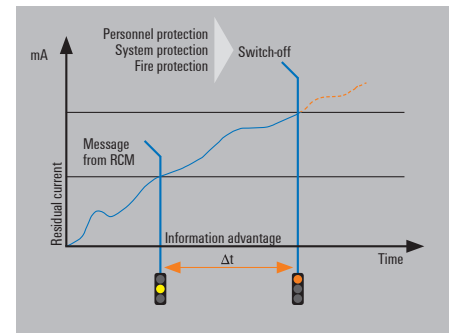 Personnel protection
System protection
Fire protection
Switch-off
mA
Message
from RCM
Residual current
Information advantage
Time
Δt